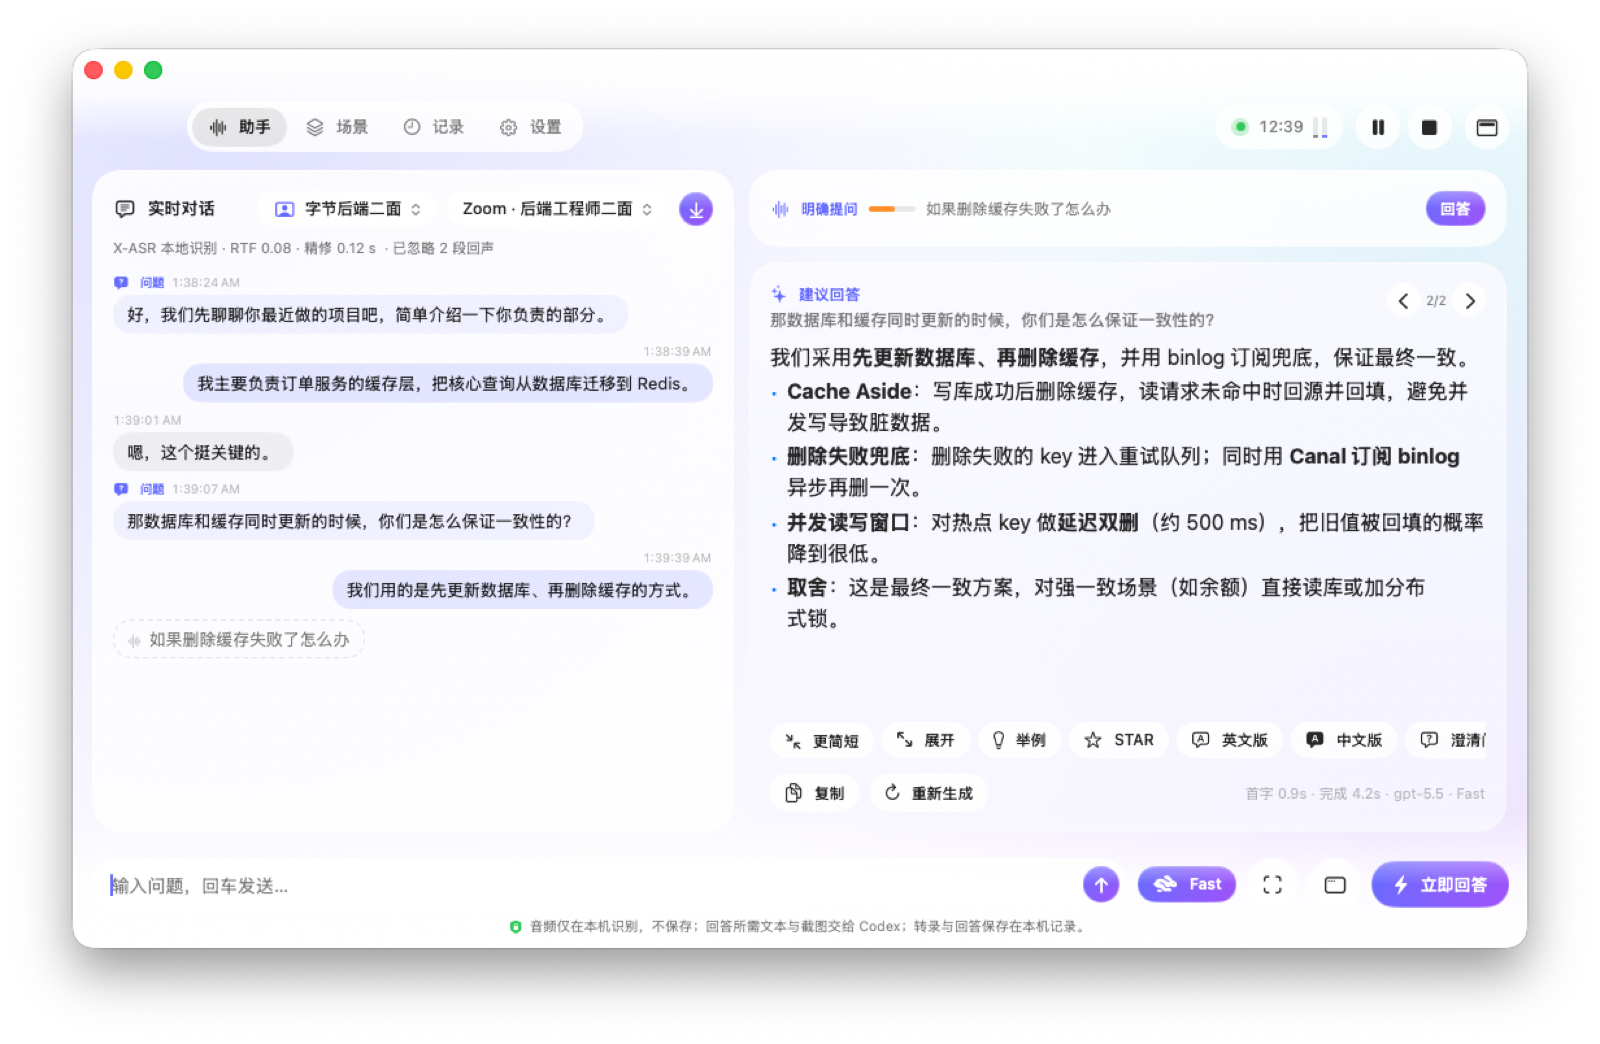 助手
场景
记录
设置
12:39
实时对话
字节后端二面
Zoom · 后端工程师二面
X-ASR 本地识别 · RTF 0.08 · 精修 0.12 s · 已忽略 2 段回声
问题 1:38:24 AM
好，我们先聊聊你最近做的项目吧，简单介绍一下你负责的部分。
1:38:39 AM
我主要负责订单服务的缓存层，把核心查询从数据库迁移到 Redis。
1:39:01 AM
嗯，这个挺关键的。
问题 1:39:07 AM
那数据库和缓存同时更新的时候，你们是怎么保证一致性的？
1:39:39 AM
我们用的是先更新数据库、再删除缓存的方式。
如果删除缓存失败了怎么办
明确提问
如果删除缓存失败了怎么办
回答
建议回答
2/2
那数据库和缓存同时更新的时候，你们是怎么保证一致性的？
我们采用先更新数据库、再删除缓存，并用 binlog 订阅兜底，保证最终一致。
· Cache Aside：写库成功后删除缓存，读请求未命中时回源并回填，避免并
发写导致脏数据。
· 删除失败兜底：删除失败的 key 进入重试队列；同时用 Canal 订阅 binlog
异步再删一次。
· 并发读写窗口：对热点 key 做延迟双删（约 500 ms），把旧值被回填的概率
降到很低。
· 取舍：这是最终一致方案，对强一致场景（如余额）直接读库或加分布
式锁。
更简短
展开
举例
STAR
英文版
中文版
澄清
复制
重新生成
首字 0.9s · 完成 4.2s · gpt-5.5 · Fast
输入问题，回车发送...
Fast
立即回答
音频仅在本机识别，不保存；回答所需文本与截图交给 Codex；转录与回答保存在本机记录。